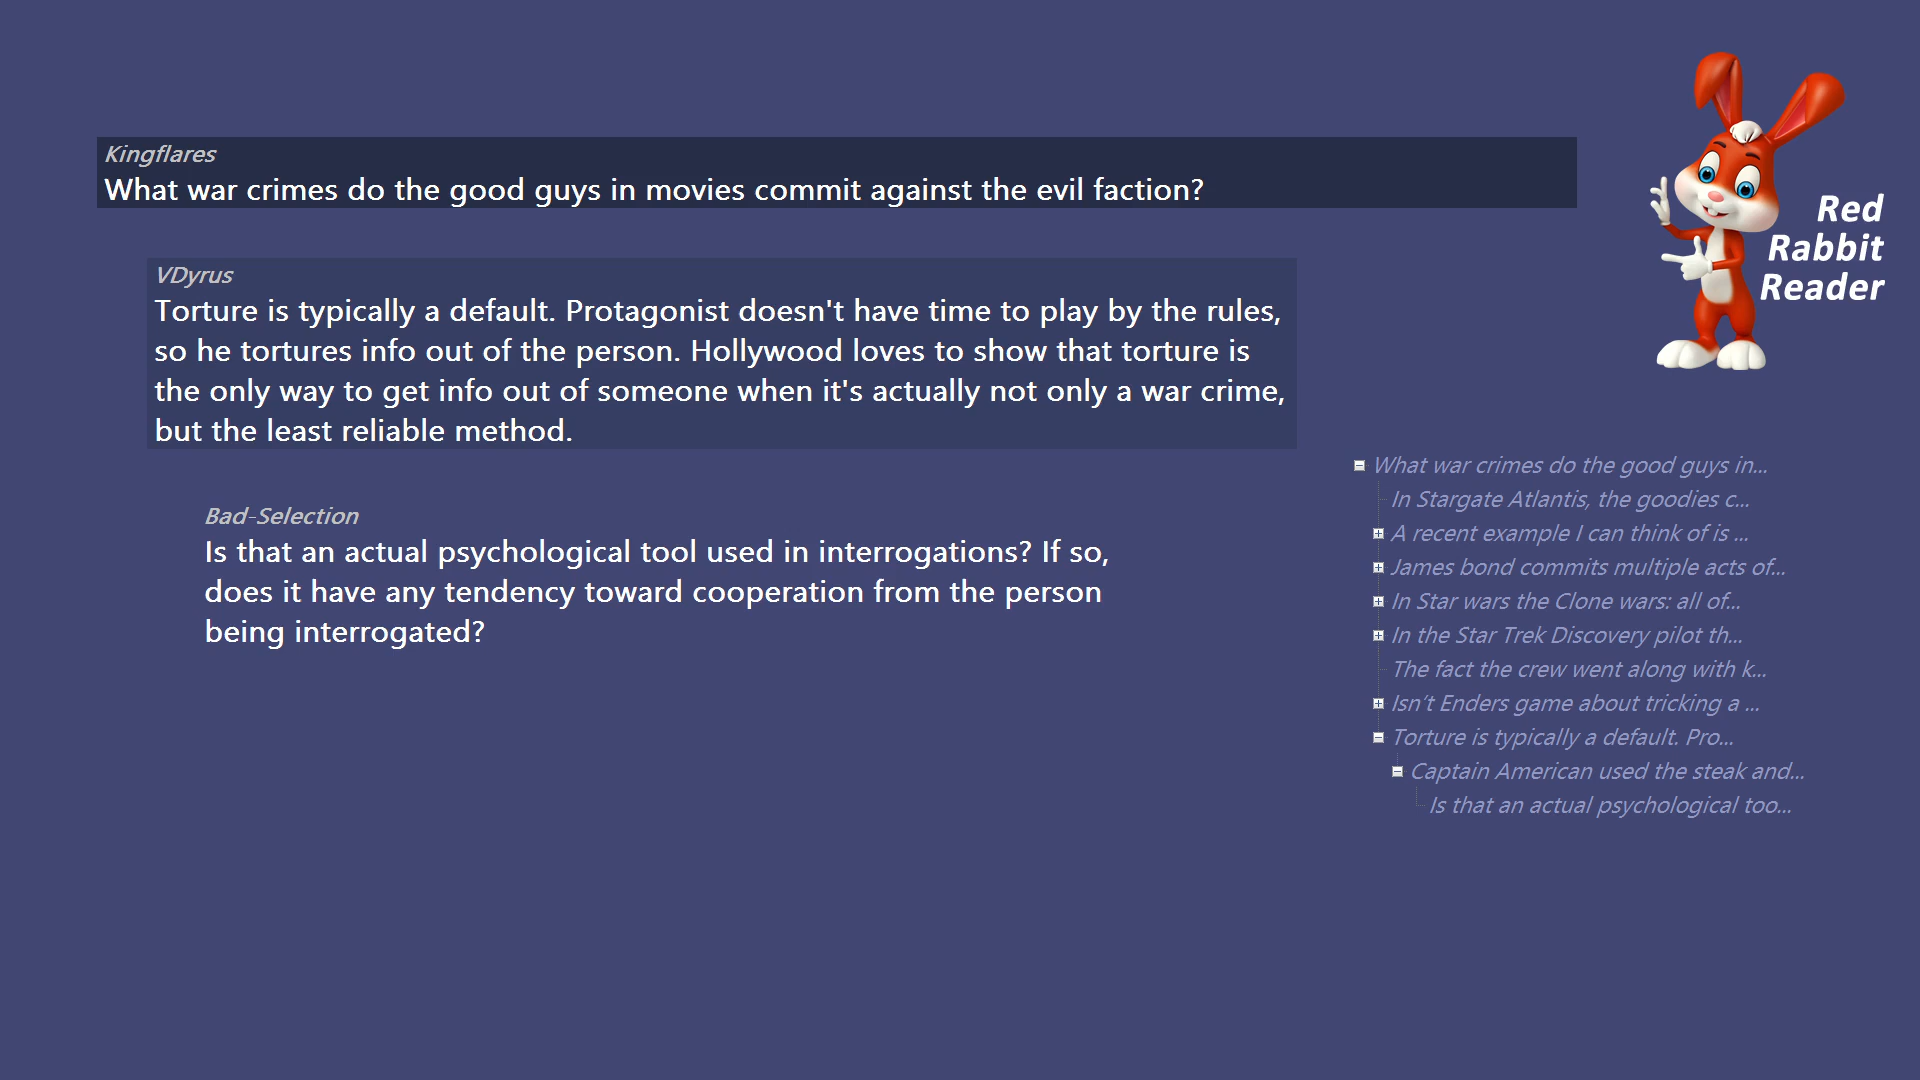 Kingflares
What war crimes do the good guys in movies commit against the evil faction?
VDyrus
Torture is typically a default. Protagonist doesn't have time to play by the rules,
so he tortures info out of the person. Hollywood loves to show that torture is
the only way to get info out of someone when it's actually not only a war crime,
but the least reliable method.
Bad-Selection
Is that an actual psychological tool used in interrogations? If so,
does it have any tendency toward cooperation from the person
being interrogated?
Red
Rabbit
Reader
What war crimes do the good guys in...
In Stargate Atlantis, the goodies c...
A recent example I can think of is ...
James bond commits multiple acts of...
In Star wars the Clone wars: all of...
In the Star Trek Discovery pilot th...
The fact the crew went along with k...
Isn’t Enders game about tricking a ...
Torture is typically a default. Pro...
Captain American used the steak and...
Is that an actual psychological too...